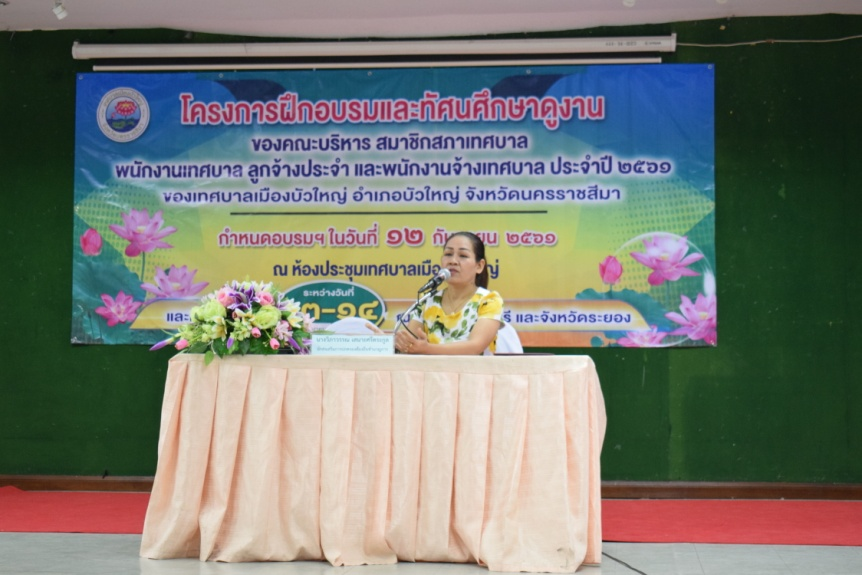 โครงการฝึกอบรมและทัศนศึกษาดูงาน
ของคณะบริหาร สมาชิกสภาเทศบาล
พนักงานเทศบาล ลูกจ้างประจำ และพนักงานจ้างเทศบาล ประจำปี ๒๕๖๑
ของเทศบาลเมืองบัวใหญ่ อำเภอบัวใหญ่ จังหวัดนครราชสีมา
กำหนดอบรมฯ ในวันที่ ๑๒ กันยายน ๒๕๖๑
ณ ห้องประชุมเทศบาลเมือง
ระหว่างวันที่
๓-๑๔
และจังหวัดระยอง